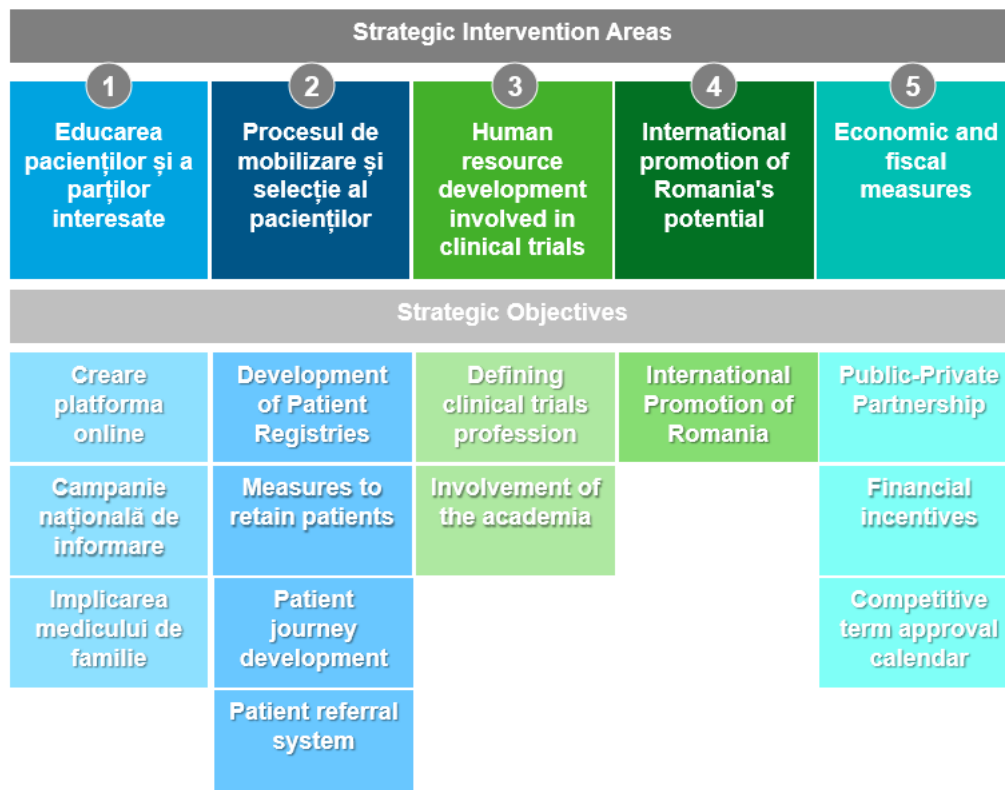 Strategic Intervention Areas
1
Educarea
pacienților și a
parților
interesate
2
Procesul de
mobilizare și
selecție al
pacienților
3
Human
resource
development
involved in
clinical trials
4
International
promotion of
Romania's
potential
5
Economic and
fiscal
measures
Strategic Objectives
Creare
platforma
online
Campanie
națională de
informare
Implicarea
medicului de
familie
Development
of Patient
Registries
Measures to
retain patients
Patient
journey
development
Patient referral
system
Defining
clinical trials
profession
Involvement of
the academia
International
Promotion of
Romania
Public-Private
Partnership
Financial
incentives
Competitive
term approval
calendar